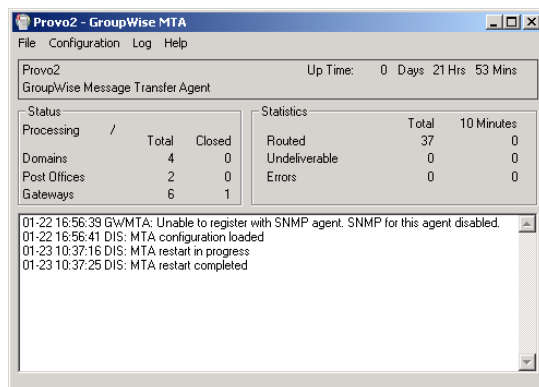 Provo2 - GroupWise MTA
File Configuration Log Help
Provo2 Up Time: 0 Days 21 Hrs 53 Mins
GroupWise Message Transfer Agent
Status Statistics
Processing /
Total Closed
Domains 4 0
Post Offices 2 0
Gateways 6 1
Total 10 Minutes
Routed 37 0
Undeliverable 0 0
Errors 0 0
01-22 16:56:39 GWMTA: Unable to register with SNMP agent. SNMP for this agent disabled.
01-22 16:56:41 DIS: MTA configuration loaded
01-23 10:37:16 DIS: MTA restart in progress
01-23 10:37:25 DIS: MTA restart completed